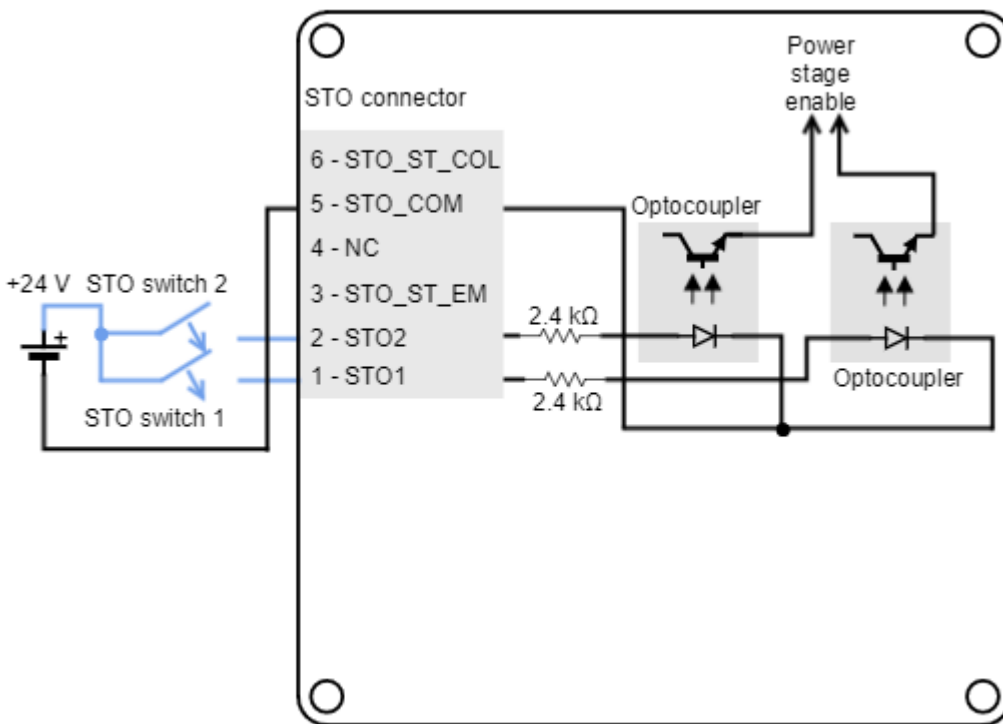 Power
stage
enable
STO connector
6 - STO_ST_COL
5 - STO_COM
Optocoupler
4 - NC
+24 V
STO switch 2
3 - STO_ST_EM
+
2 - STO2
2.4 kΩ
1 - STO1
Optocoupler
2.4 kΩ
STO switch 1